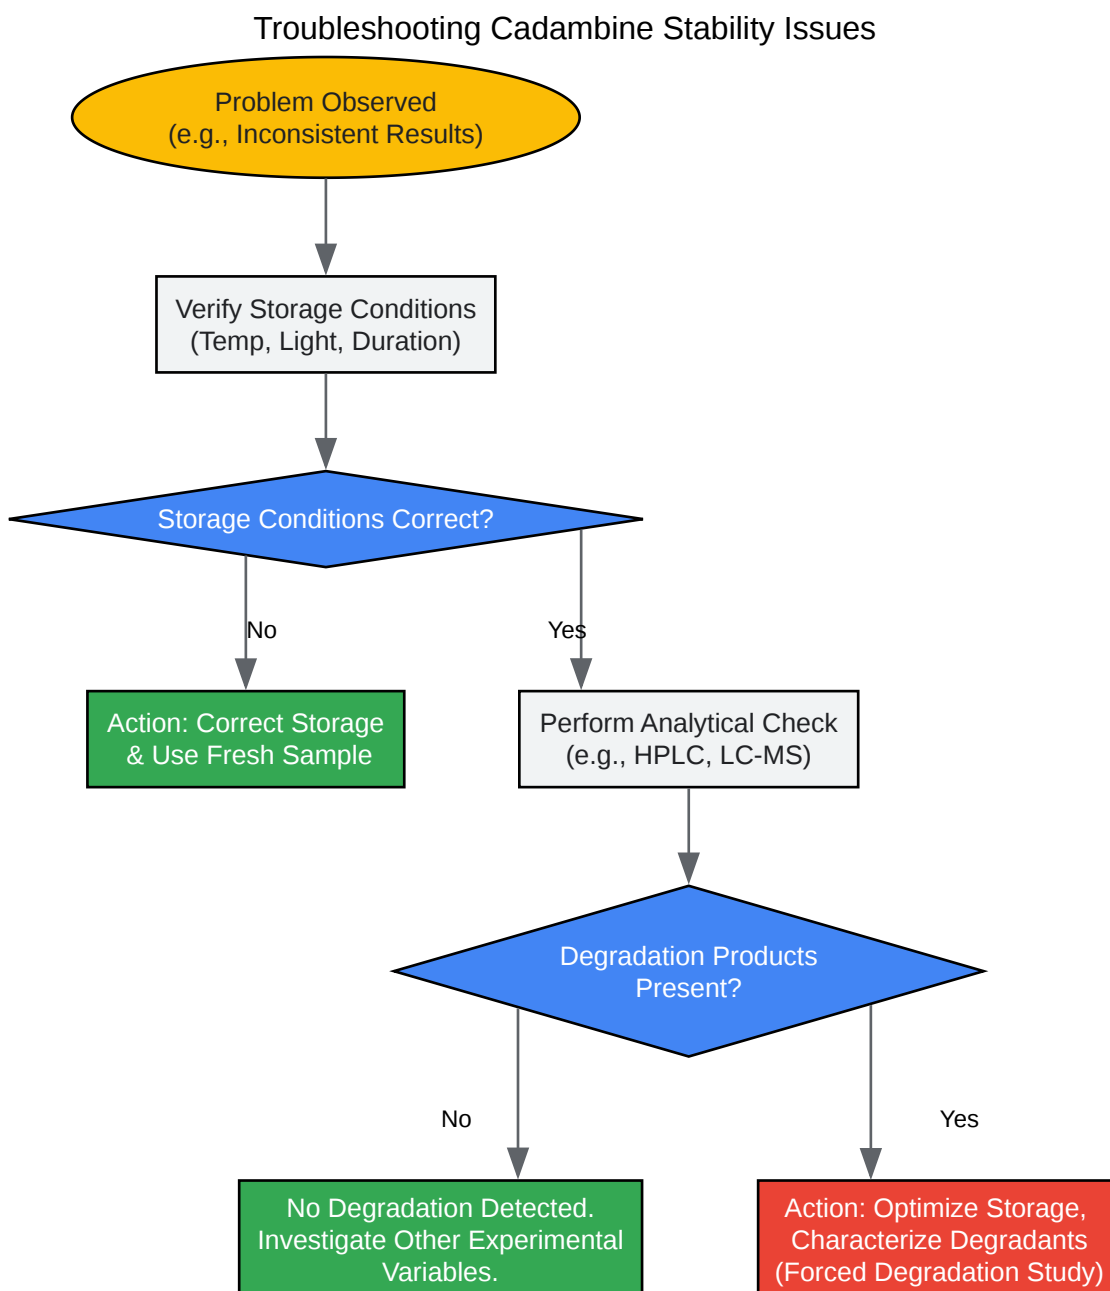 Troubleshooting Cadambine Stability Issues
Problem Observed
(e.g., Inconsistent Results)
Verify Storage Conditions
(Temp, Light, Duration)
Storage Conditions Correct?
No
Yes
Action: Correct Storage
& Use Fresh Sample
Perform Analytical Check
(e.g., HPLC, LC-MS)
Degradation Products
Present?
No
Yes
No Degradation Detected.
Investigate Other Experimental
Variables.
Action: Optimize Storage,
Characterize Degradants
(Forced Degradation Study)